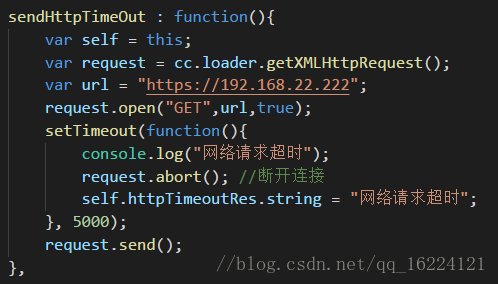 sendHttpTimeOut : function(){
var self = this;
var request = cc.loader.getXMLHttpRequest();
var url = "https://192.168.22.222";
request.open("GET",url,true);
setTimeout(function(){
console.log("网络请求超时");
request.abort(); //断开连接
self.httpTimeoutRes.string = "网络请求超时";
}, 5000);
request.send();
},
//blog.csdn.net/qq_16224121